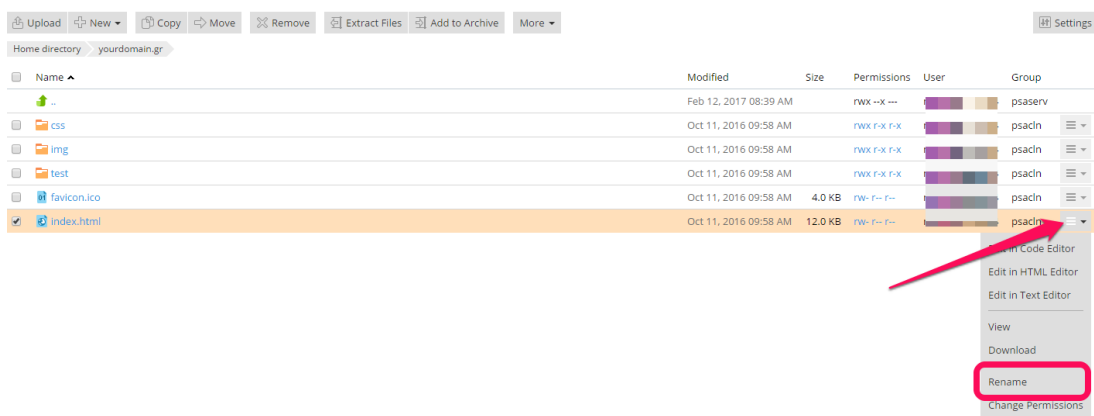 Upload New Copy Move Remove Extract Files Add to Archive More Settings
Home directory yourdomain.gr
Name Modified Size Permissions User Group
.. Feb 12, 2017 08:39 AM rwx --x --- psaserv
css Oct 11, 2016 09:58 AM rwx r-x r-x psacln
img Oct 11, 2016 09:58 AM rwx r-x r-x psacln
test Oct 11, 2016 09:58 AM rwx r-x r-x psacln
favicon.ico Oct 11, 2016 09:58 AM 4.0 KB rw- r-- r-- psacln
index.html Oct 11, 2016 09:58 AM 12.0 KB rw- r-- r-- psacln
Edit in Code Editor
Edit in HTML Editor
Edit in Text Editor
View
Download
Rename
Change Permissions